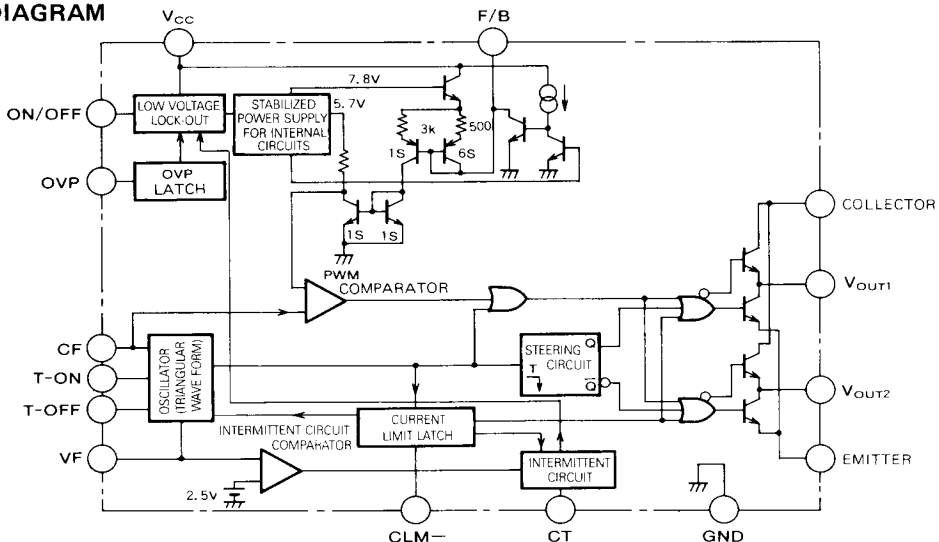 DIAGRAM
VCC
F/B
7.8V
ON/OFF
LOW VOLTAGE
LOCK-OUT
STABILIZED
POWER SUPPLY
FOR INTERNAL
CIRCUITS
5.7V
3k
500
1S
6S
OVP
OVP
LATCH
1S
1S
COLLECTOR
PWM
COMPARATOR
VOUT1
CF
T-ON
T-OFF
VF
OSCILLATOR
(TRIANGULAR
WAVE FORM)
STEERING
CIRCUIT
T
Q
Q̅
VOUT2
INTERMITTENT CIRCUIT
COMPARATOR
CURRENT
LIMIT LATCH
INTERMITTENT
CIRCUIT
EMITTER
2.5V
CLM−
CT
GND